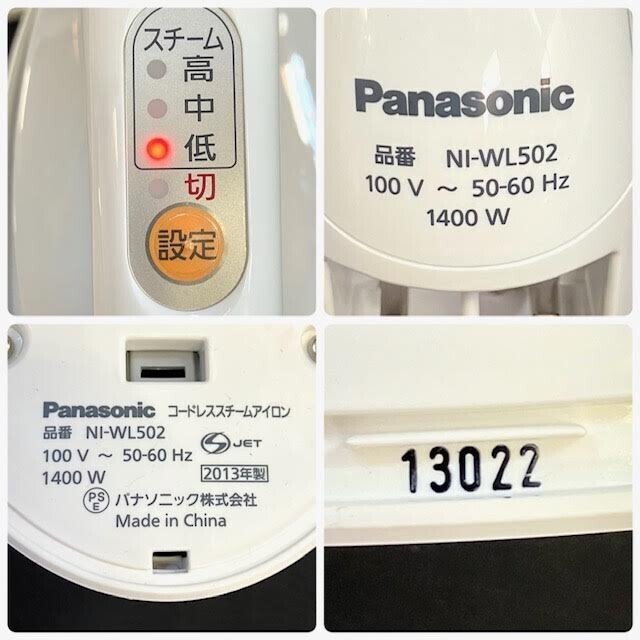 スチーム
高
中
低
切
設定
Panasonic
品番 NI-WL502
100 V ～ 50-60 Hz
1400 W
Panasonic コードレススチームアイロン
品番 NI-WL502
100 V ～ 50-60 Hz
1400 W
S JET
2013年製
PSE パナソニック株式会社
Made in China
13022